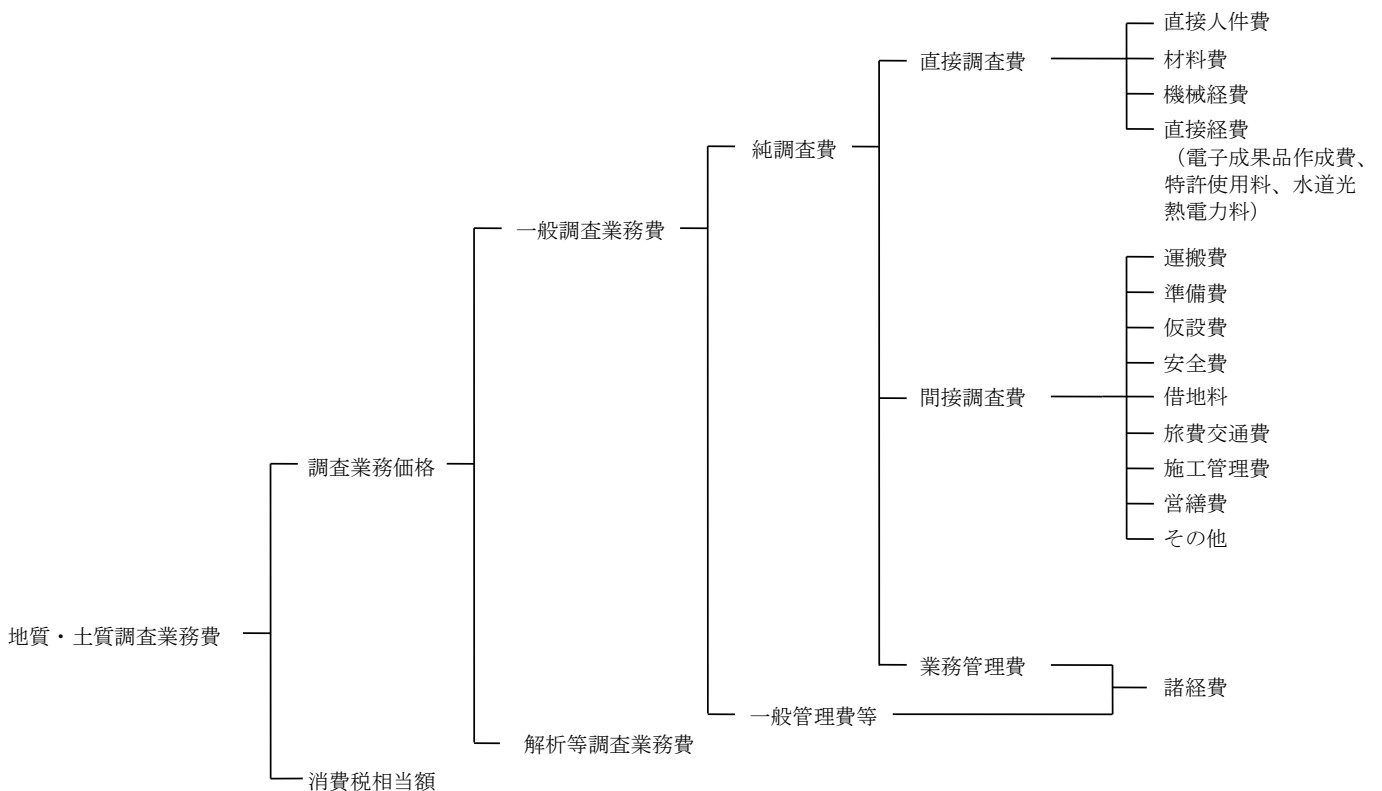 直接人件費
直接調査費
材料費
機械経費
直接経費
（電子成果品作成費、
特許使用料、水道光
熱電力料）
純調査費
一般調査業務費
運搬費
準備費
仮設費
安全費
間接調査費
借地料
旅費交通費
施工管理費
営繕費
その他
調査業務価格
地質・土質調査業務費
業務管理費
諸経費
一般管理費等
解析等調査業務費
消費税相当額